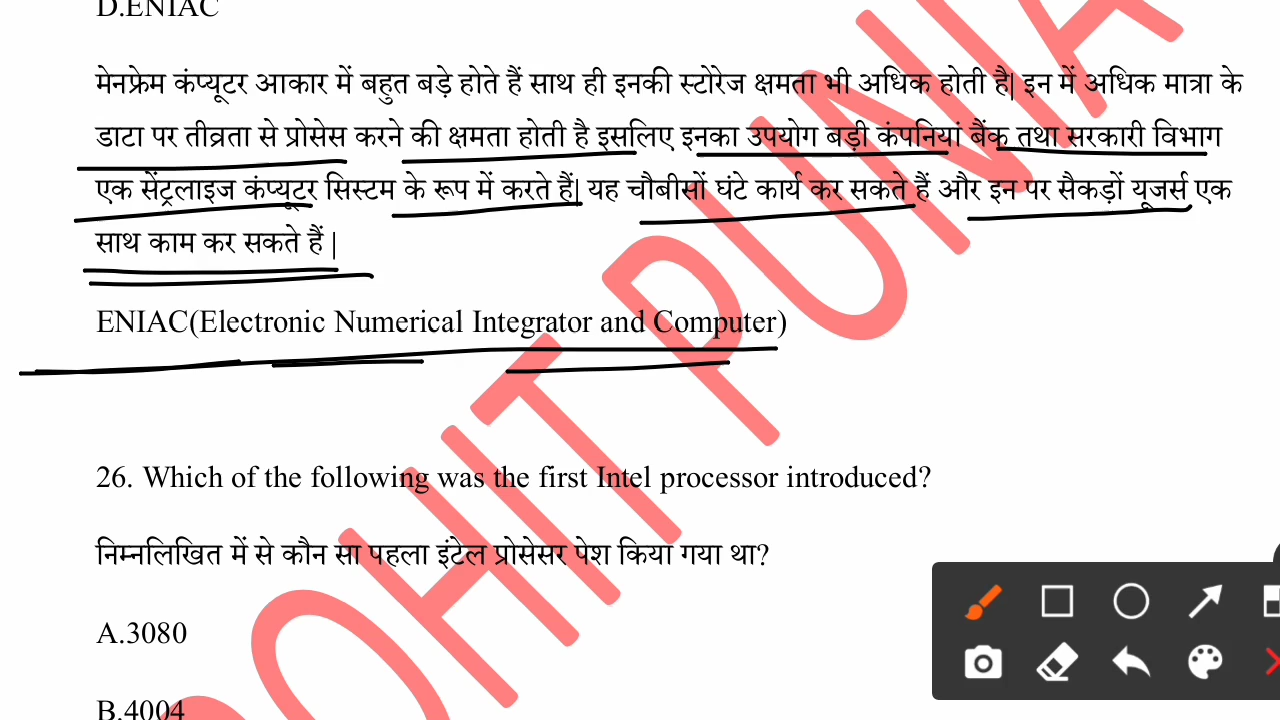 D.ENIAC
मेनफ्रेम कंप्यूटर आकार में बहुत बड़े होते हैं साथ ही इनकी स्टोरेज क्षमता भी अधिक होती है| इन में अधिक मात्रा के
डाटा पर तीव्रता से प्रोसेस करने की क्षमता होती है इसलिए इनका उपयोग बड़ी कंपनियां बैंक तथा सरकारी विभाग
एक सेंट्रलाइज कंप्यूटर सिस्टम के रूप में करते हैं| यह चौबीसों घंटे कार्य कर सकते हैं और इन पर सैकड़ों यूजर्स एक
साथ काम कर सकते हैं |
ENIAC(Electronic Numerical Integrator and Computer)
26. Which of the following was the first Intel processor introduced?
निम्नलिखित में से कौन सा पहला इंटेल प्रोसेसर पेश किया गया था?
A.3080
B.4004
ROHIT PUNIA